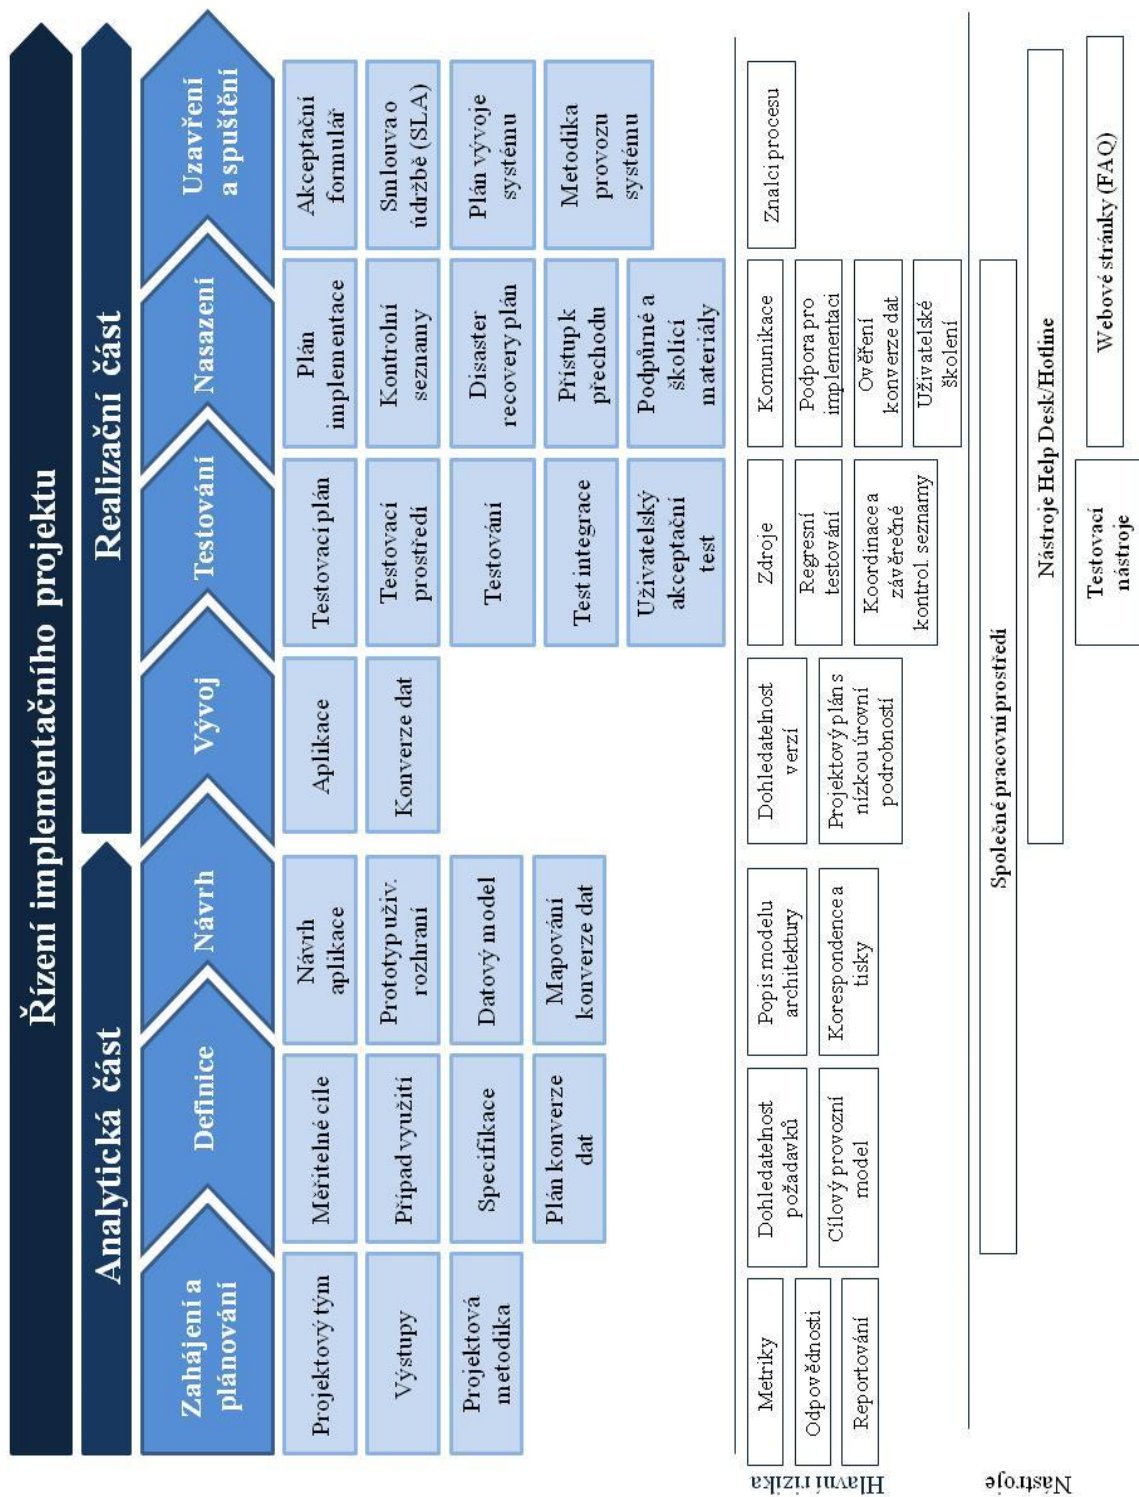 Řízení implementačního projektu
Analytická část
Realizační část
Zahájení a
plánování
Definice
Návrh
Vývoj
Testování
Nasazení
Uzavření
a spuštění
Projektový tým
Výstupy
Projektová
metodika
Měřitelné cíle
Případ využití
Specifikace
Plán konverze
dat
Návrh
aplikace
Prototyp uživ.
rozhraní
Datový model
Mapování
konverze dat
Aplikace
Konverze dat
Testovací plán
Testovací
prostředí
Testování
Test integrace
Uživatelský
akceptační
test
Plán
implementace
Kontrolní
seznamy
Disaster
recovery plán
Přístup k
přechodu
Podpůrné a
školící
materiály
Akceptační
formulář
Smlouva o
údržbě (SLA)
Plán vývoje
systému
Metodika
provozu
systému
Hlavní rizika
Metriky
Odpovědnosti
Reportování
Dohledatelnost
požadavků
Cílový provozní
model
Popis modelu
architektury
Korespondence a
tisky
Dohledatelnost
verzí
Projektový plán s
nízkou úrovní
podrobností
Zdroje
Regresní
testování
Koordinace a
závěrečné
kontrol. seznamy
Komunikace
Podpora pro
implementaci
Ověření
konverze dat
Uživatelské
školení
Znalci procesu
Nástroje
Společné pracovní prostředí
Nástroje Help Desk/Hotline
Testovací
nástroje
Webové stránky (FAQ)